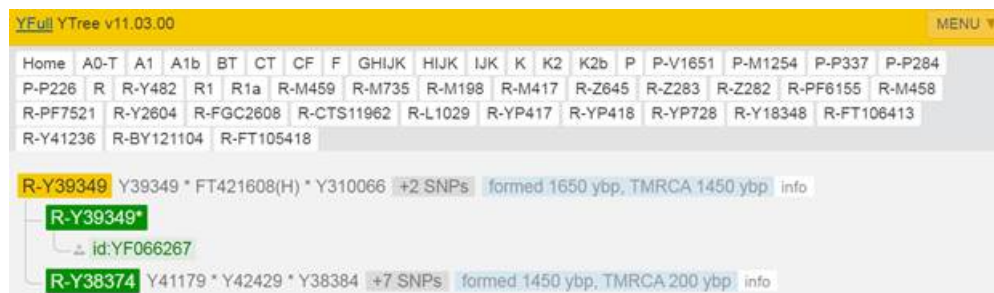 YFull YTree v11.03.00 MENU
Home A0-T A1 A1b BT CT CF F GHIJK HIJK IJK K K2 K2b P P-V1651 P-M1254 P-P337 P-P284
P-P226 R R-Y482 R1 R1a R-M459 R-M735 R-M198 R-M417 R-Z645 R-Z283 R-Z282 R-PF6155 R-M458
R-PF7521 R-Y2604 R-FGC2608 R-CTS11962 R-L1029 R-YP417 R-YP418 R-YP728 R-Y18348 R-FT106413
R-Y41236 R-BY121104 R-FT105418
R-Y39349 Y39349 * FT421608(H) * Y310066 +2 SNPs formed 1650 ybp, TMRCA 1450 ybp info
R-Y39349*
id:YF066267
R-Y38374 Y41179 * Y42429 * Y38384 +7 SNPs formed 1450 ybp, TMRCA 200 ybp info